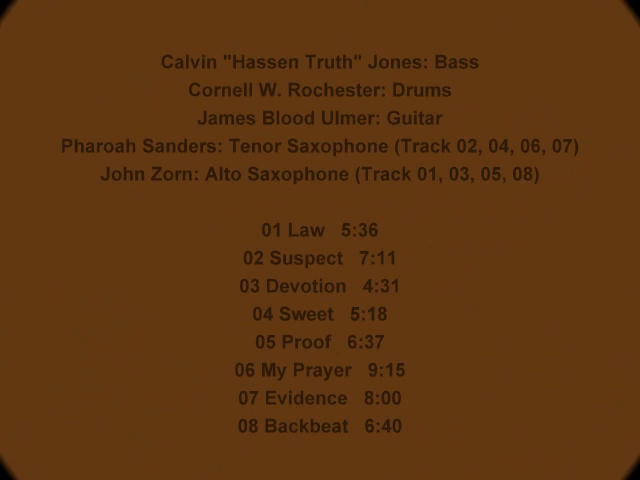 Calvin "Hassen Truth" Jones: Bass
Cornell W. Rochester: Drums
James Blood Ulmer: Guitar
Pharoah Sanders: Tenor Saxophone (Track 02, 04, 06, 07)
John Zorn: Alto Saxophone (Track 01, 03, 05, 08)
01 Law 5:36
02 Suspect 7:11
03 Devotion 4:31
04 Sweet 5:18
05 Proof 6:37
06 My Prayer 9:15
07 Evidence 8:00
08 Backbeat 6:40